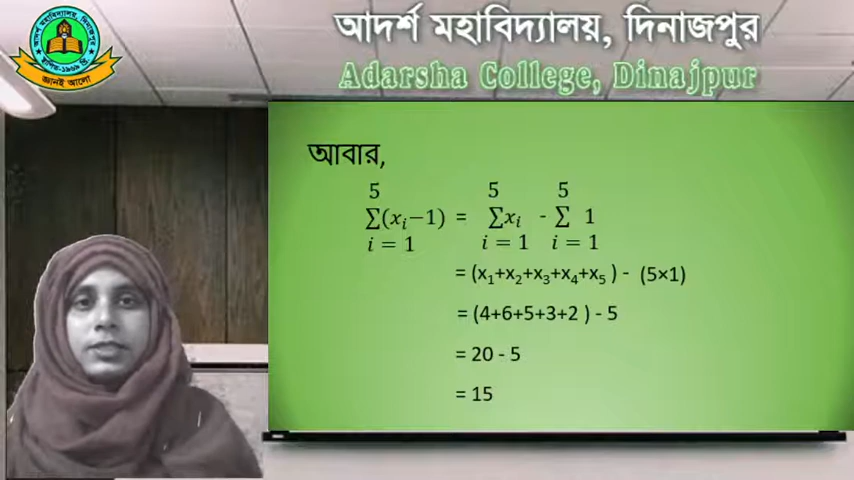 আদর্শ মহাবিদ্যালয়, দিনাজপুর
Adarsha College, Dinajpur
জ্ঞানই আলো
আবার,
5 5 5
∑(xᵢ−1) = ∑xᵢ - ∑ 1
i = 1 i = 1 i = 1
= (x₁+x₂+x₃+x₄+x₅ ) - (5×1)
= (4+6+5+3+2 ) - 5
= 20 - 5
= 15